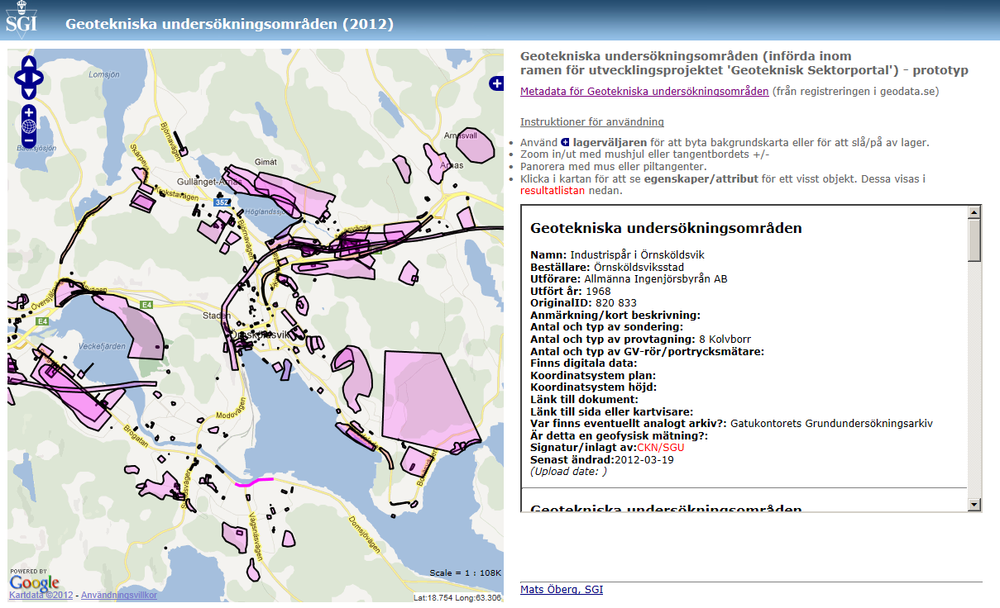 SGI
Geotekniska undersökningsområden (2012)
Lomsjön
Bäcksjösjön
Björnavägen
Skärpevägen
Gullänget-Arnäs
Gimåt
Arnäsvall
Arnäs
352
Höglandssjön
Björnavägen
Översjälavägen
E4
E4
Staden
Örnsköldsvik
Veckefjärden
Modovägen
Brogatan
Vågsnäsvägen
Domsjövägen
POWERED BY
Google
Kartdata ©2012 - Användningsvillkor
Scale = 1 : 108K
Lat:18.754 Long:63.306
Geotekniska undersökningsområden (införda inom
ramen för utvecklingsprojektet 'Geoteknisk Sektorportal') - prototyp
Metadata för Geotekniska undersökningsområden (från registreringen i geodata.se)
Instruktioner för användning
• Använd + lagerväljaren för att byta bakgrundskarta eller för att slå/på av lager.
• Zoom in/ut med mushjul eller tangentbordets +/-
• Panorera med mus eller piltangenter.
• Klicka i kartan för att se egenskaper/attribut för ett visst objekt. Dessa visas i
resultatlistan nedan.
Geotekniska undersökningsområden
Namn: Industrispår i Örnsköldsvik
Beställare: Örnsköldsviksstad
Utförare: Allmänna Ingenjörsbyrån AB
Utfört år: 1968
OriginalID: 820 833
Anmärkning/kort beskrivning:
Antal och typ av sondering:
Antal och typ av provtagning: 8 Kolvborr
Antal och typ av GV-rör/portrycksmätare:
Finns digitala data:
Koordinatsystem plan:
Koordinatsystem höjd:
Länk till dokument:
Länk till sida eller kartvisare:
Var finns eventuellt analogt arkiv?: Gatukontorets Grundundersökningsarkiv
Är detta en geofysisk mätning?:
Signatur/inlagt av:CKN/SGU
Senast ändrad:2012-03-19
(Upload date: )
Geotekniska undersökningsområden
Mats Öberg, SGI